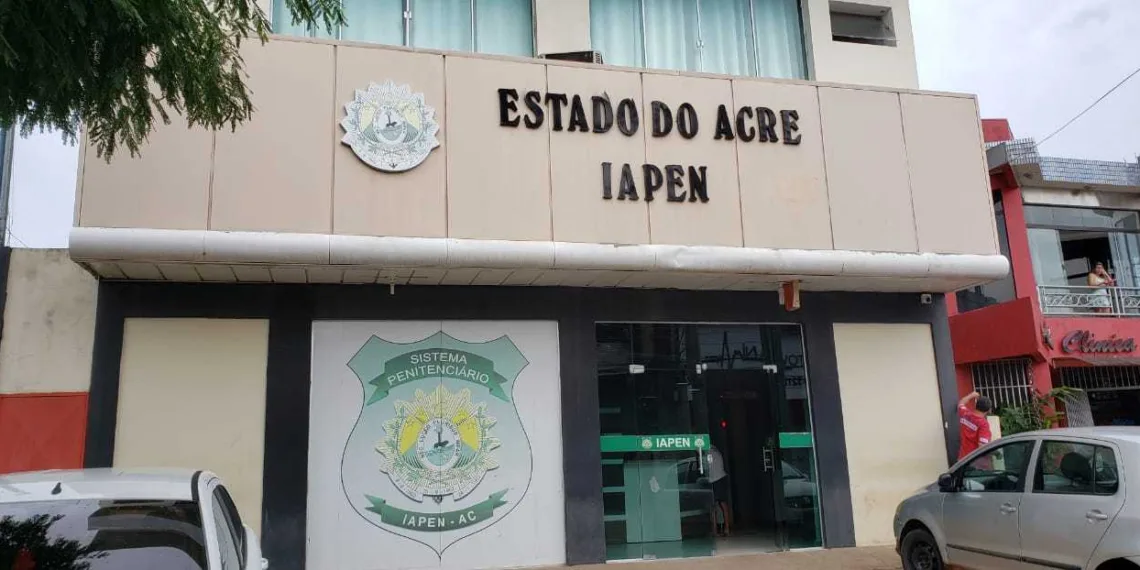 ESTADO DO ACRE
IAPEN
SISTEMA
PENITENCIÁRIO
IAPEN - AC
IAPEN
Clínica